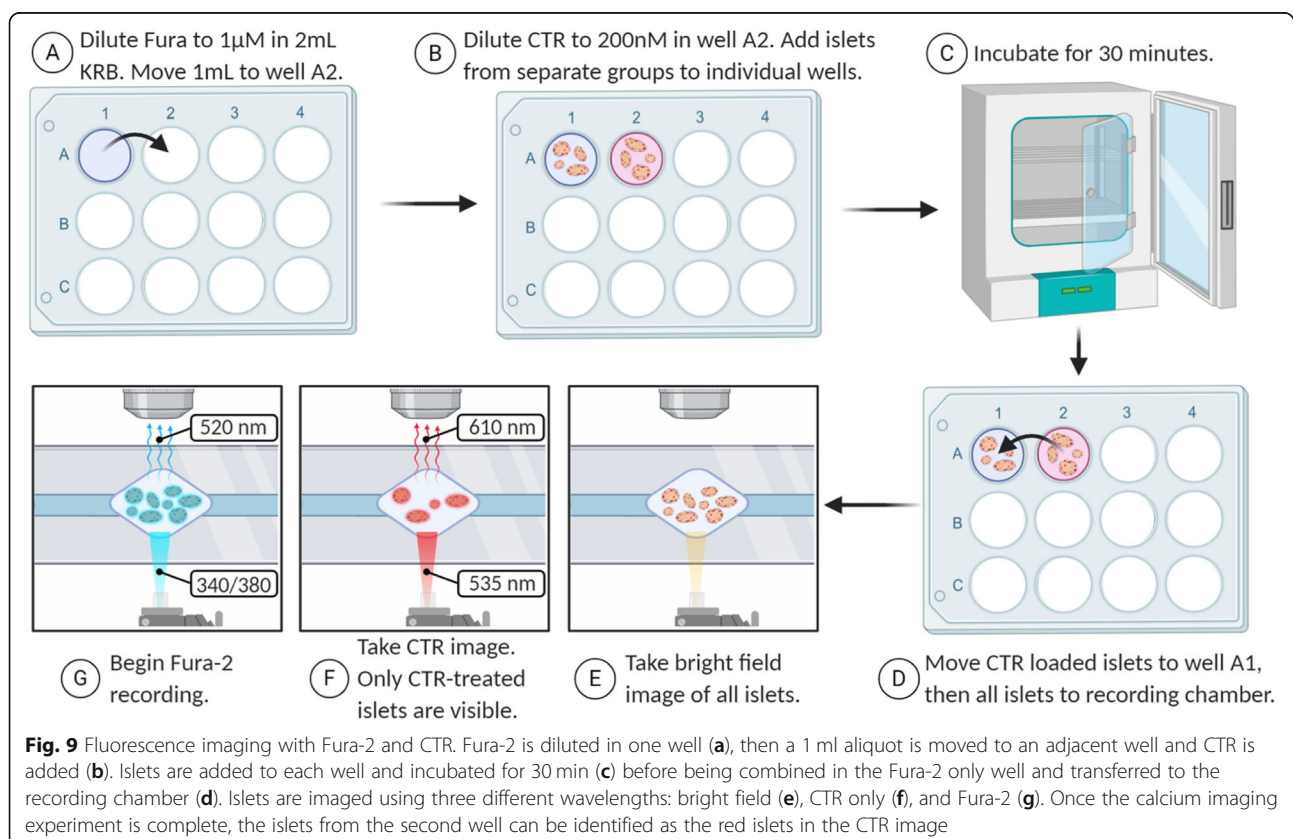 A Dilute Fura to 1µM in 2mL
KRB. Move 1mL to well A2.
B Dilute CTR to 200nM in well A2. Add islets
from separate groups to individual wells.
C Incubate for 30 minutes.
1 2 3 4
A
B
C
1 2 3 4
A
B
C
1 2 3 4
A
B
C
520 nm
340/380
610 nm
535 nm
G Begin Fura-2
recording.
F Take CTR image.
Only CTR-treated
islets are visible.
E Take bright field
image of all islets.
D Move CTR loaded islets to well A1,
then all islets to recording chamber.
Fig. 9 Fluorescence imaging with Fura-2 and CTR. Fura-2 is diluted in one well (a), then a 1 ml aliquot is moved to an adjacent well and CTR is
added (b). Islets are added to each well and incubated for 30 min (c) before being combined in the Fura-2 only well and transferred to the
recording chamber (d). Islets are imaged using three different wavelengths: bright field (e), CTR only (f), and Fura-2 (g). Once the calcium imaging
experiment is complete, the islets from the second well can be identified as the red islets in the CTR image